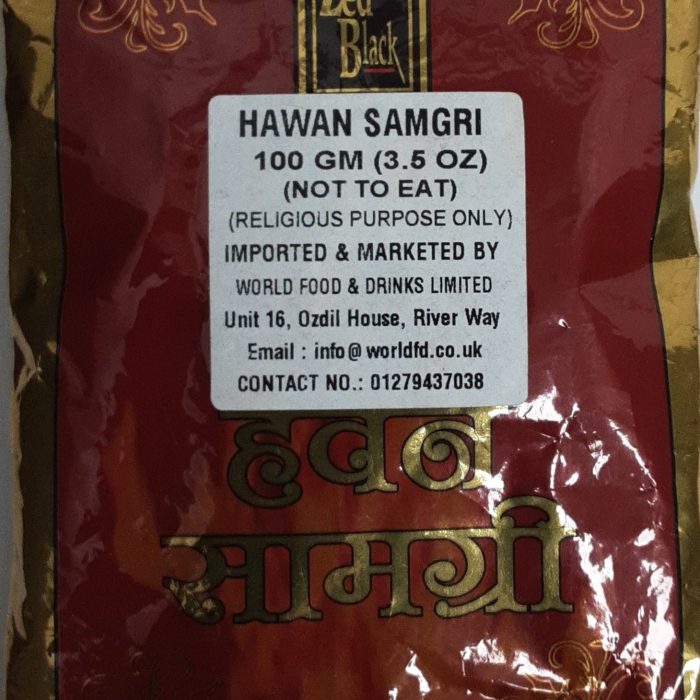 Zed
Black
HAWAN SAMGRI
100 GM (3.5 OZ)
(NOT TO EAT)
(RELIGIOUS PURPOSE ONLY)
IMPORTED & MARKETED BY
WORLD FOOD & DRINKS LIMITED
Unit 16, Ozdil House, River Way
Email : info@worldfd.co.uk
CONTACT NO.: 01279437038
हवन
सामग्री